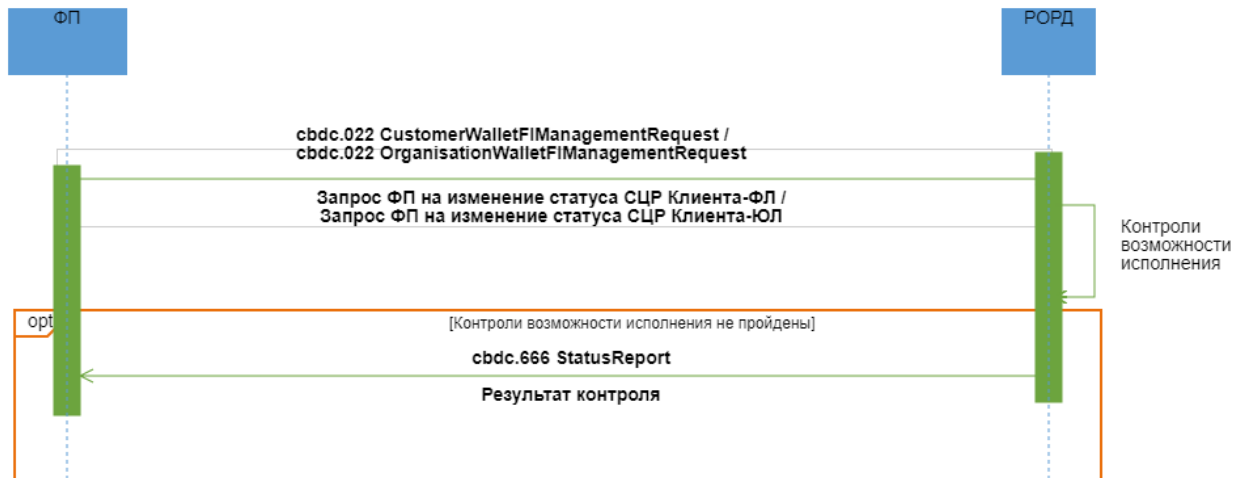 ФП
РОРД
cbdc.022 CustomerWalletFIManagementRequest /
cbdc.022 OrganisationWalletFIManagementRequest
Запрос ФП на изменение статуса СЦР Клиента-ФЛ /
Запрос ФП на изменение статуса СЦР Клиента-ЮЛ
Контроли
возможности
исполнения
opt
[Контроли возможности исполнения не пройдены]
cbdc.666 StatusReport
Результат контроля